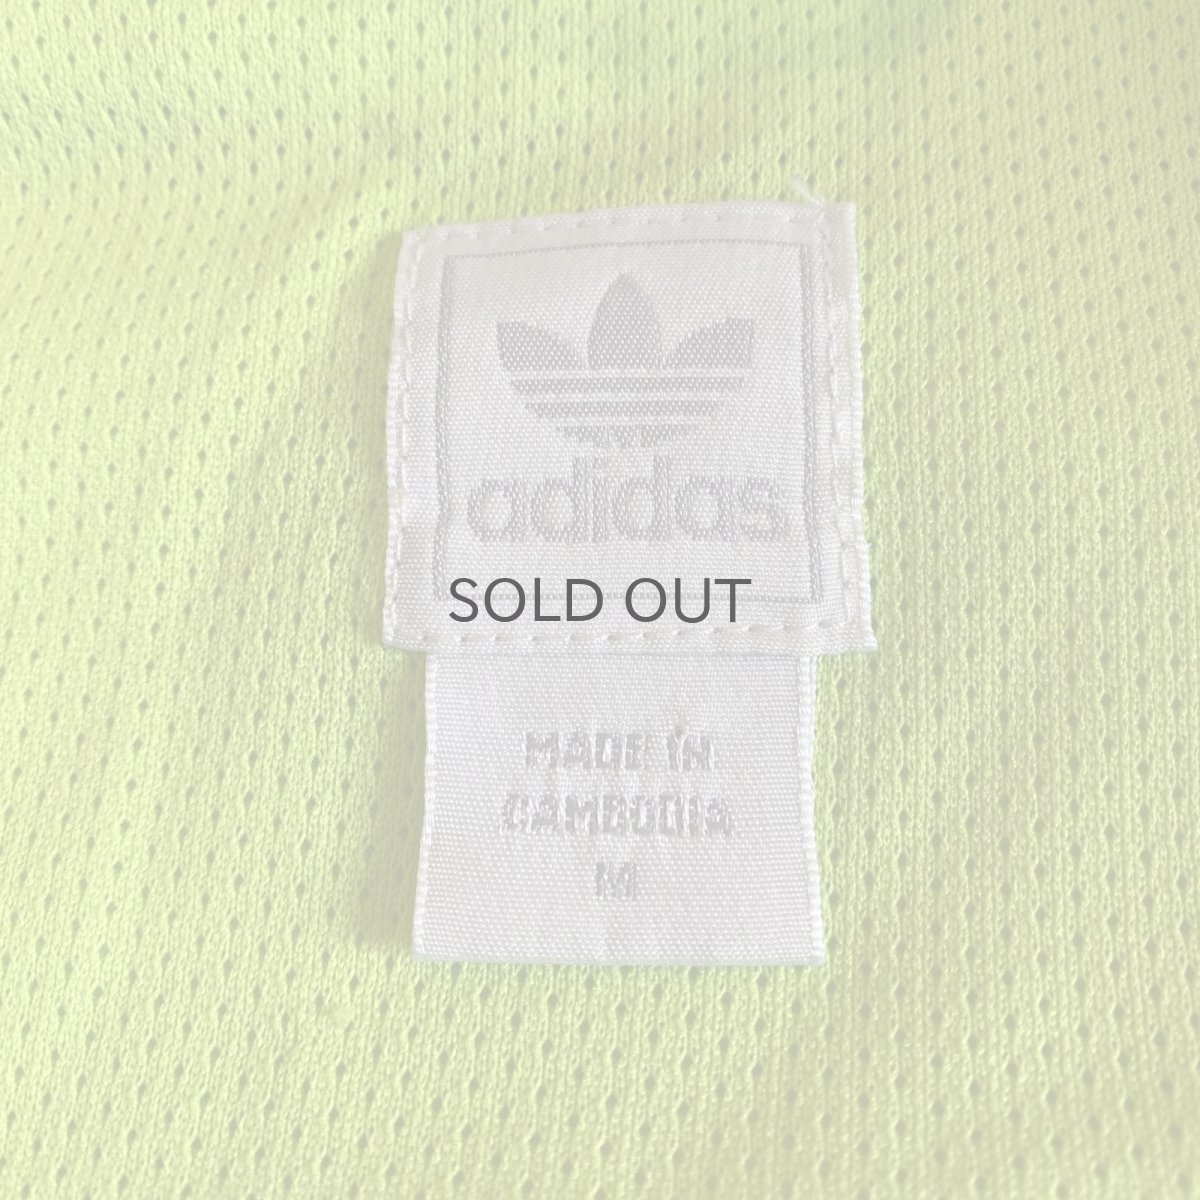 adidas
SOLD OUT
MADE IN
CAMBODIA
M